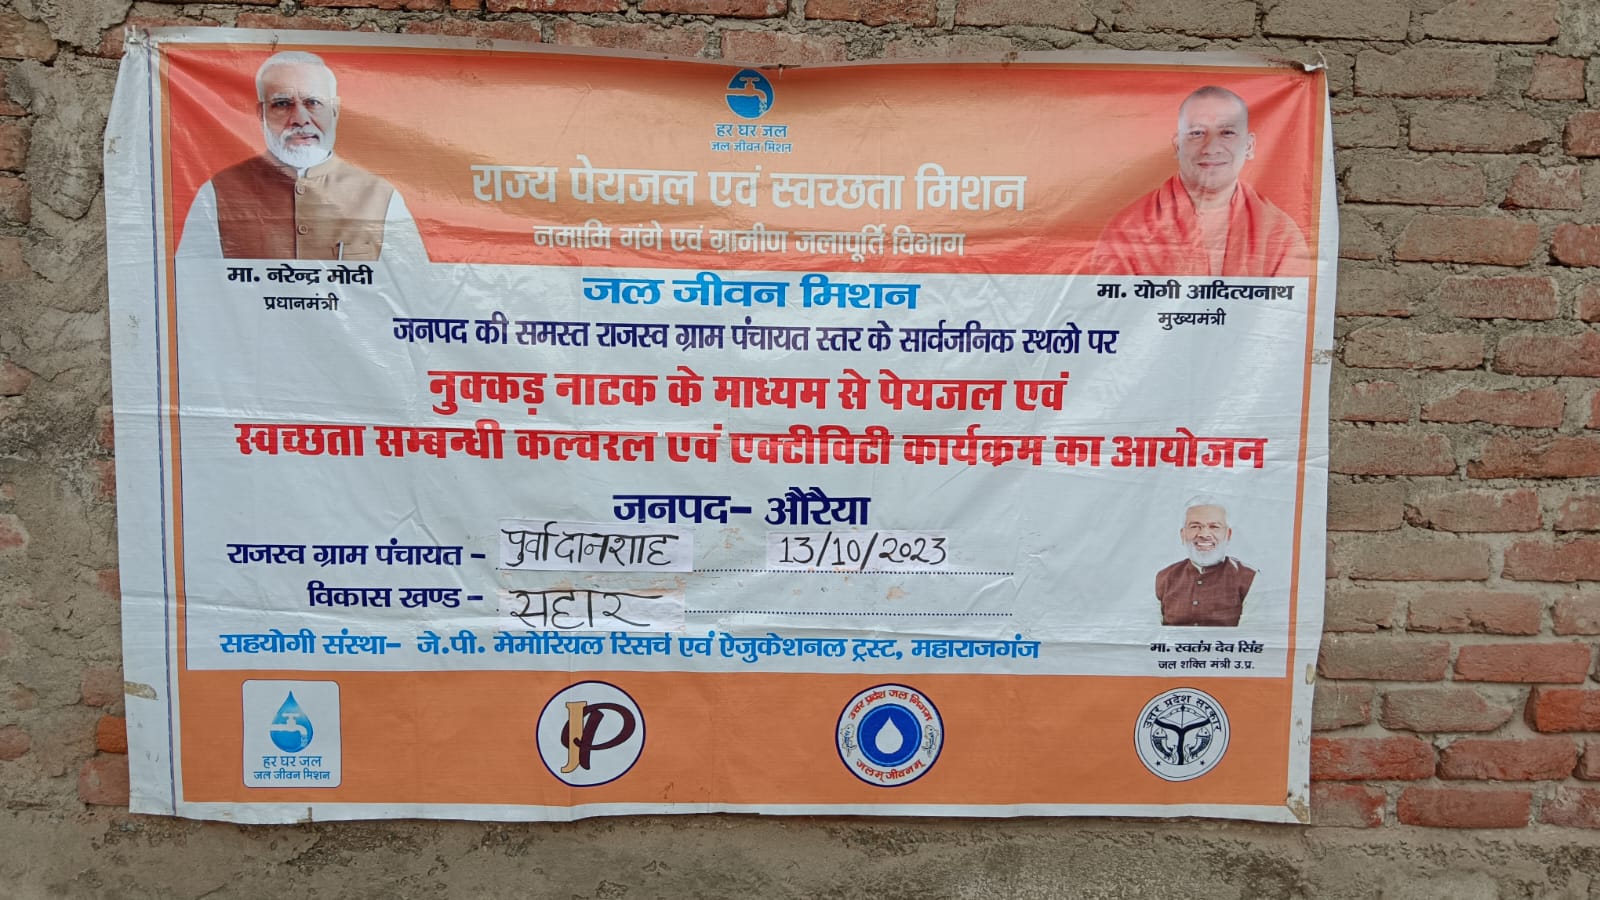 हर घर जल
जल जीवन मिशन
राज्य पेयजल एवं स्वच्छता मिशन
नमामि गंगे एवं ग्रामीण जलापूर्ति विभाग
मा. नरेन्द्र मोदी
प्रधानमंत्री
मा. योगी आदित्यनाथ
मुख्यमंत्री
जल जीवन मिशन
जनपद की समस्त राजस्व ग्राम पंचायत स्तर के सार्वजनिक स्थलो पर
नुक्कड़ नाटक के माध्यम से पेयजल एवं
स्वच्छता सम्बन्धी कल्चरल एवं एक्टीविटी कार्यक्रम का आयोजन
जनपद- औरैया
राजस्व ग्राम पंचायत - पुर्वादानशाह 13/10/2023
विकास खण्ड - सहार
मा. स्वतंत्र देव सिंह
जल शक्ति मंत्री उ.प्र.
सहयोगी संस्था- जे.पी. मेमोरियल रिसर्च एवं ऐजुकेशनल ट्रस्ट, महाराजगंज
हर घर जल
जल जीवन मिशन
JP
उत्तर प्रदेश जल निगम
जलम् जीवनम्
उत्तर प्रदेश सरकार